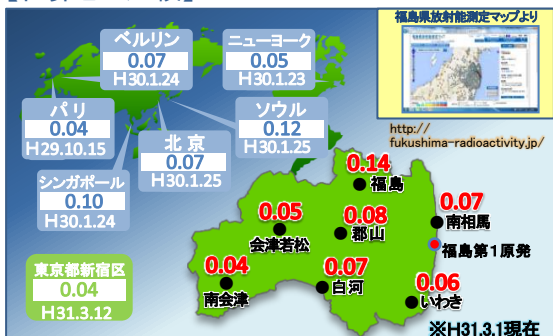 福島県放射能測定マップより
ベルリン
0.07
H30.1.24
ニューヨーク
0.05
H30.1.23
パリ
0.04
H29.10.15
北京
0.07
H30.1.25
ソウル
0.12
H30.1.25
シンガポール
0.10
H30.1.24
http://
fukushima-radioactivity.jp/
0.14
福島
0.07
南相馬
0.05
会津若松
0.08
郡山
福島第1原発
東京都新宿区
0.04
H31.3.12
0.04
南会津
0.07
白河
0.06
いわき
※H31.3.1現在